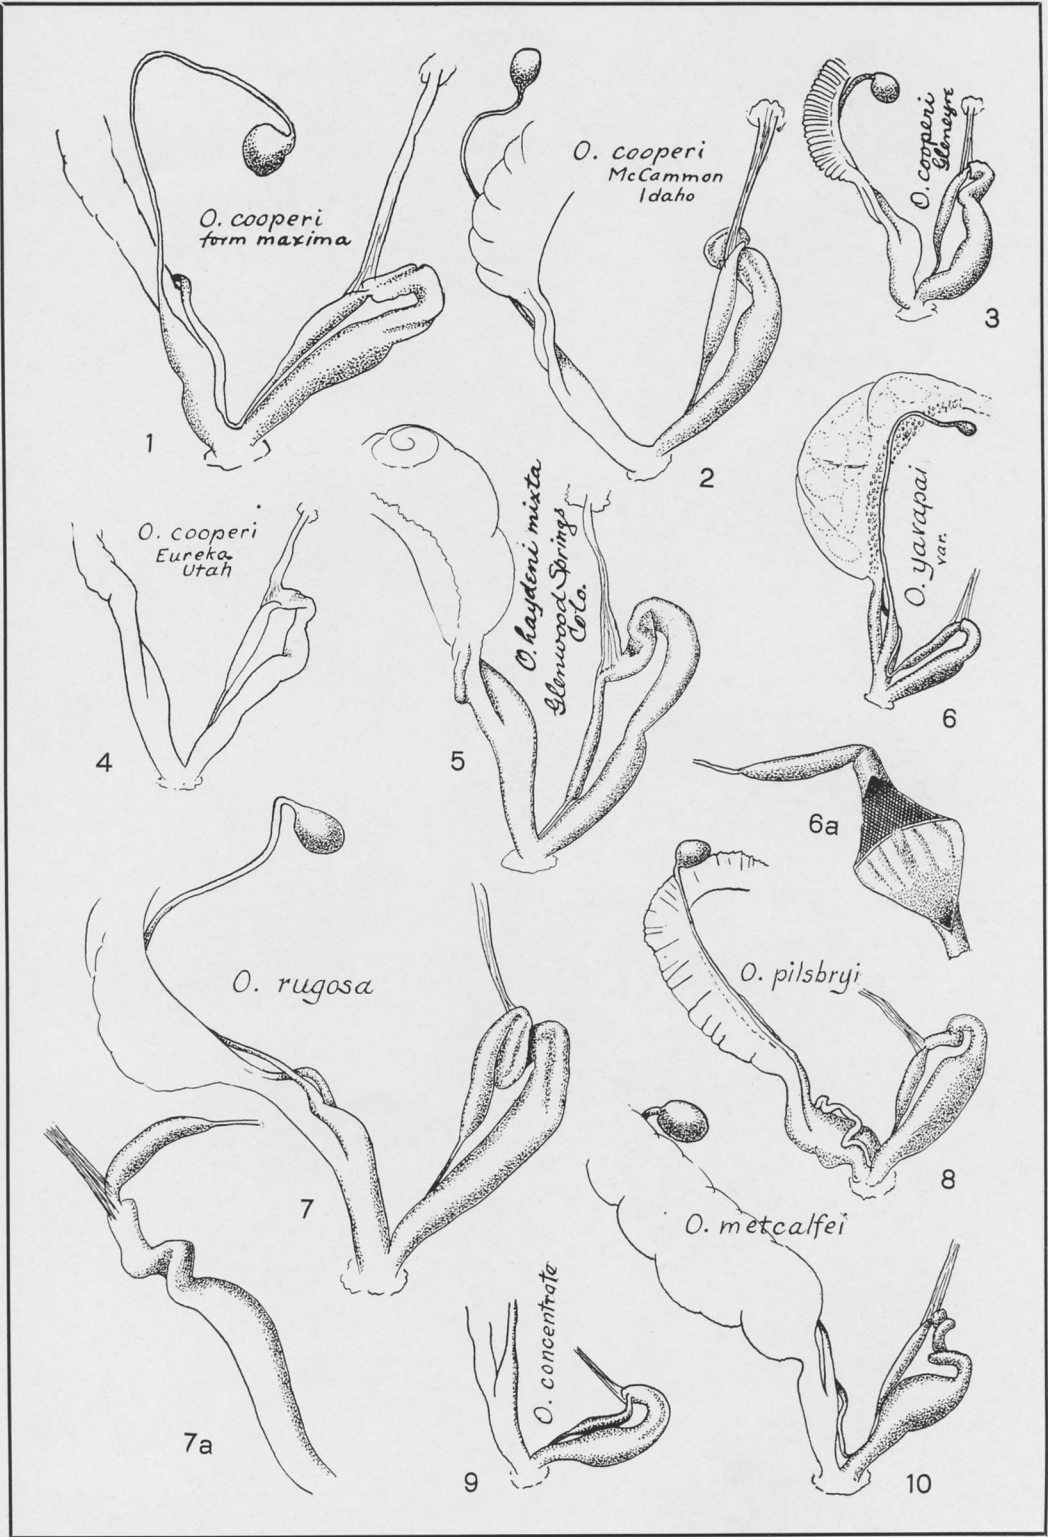 O. cooperi
form maxima
1
O. cooperi
McCammon
Idaho
2
O. cooperi
Gleneyre
3
O. cooperi
Eureka
Utah
4
O. haydeni mixta
Glenwood Springs
Colo.
5
O. yavapai
var.
6
6a
O. rugosa
7
7a
O. pilsbryi
8
O. concentrata
9
O. metcalfei
10